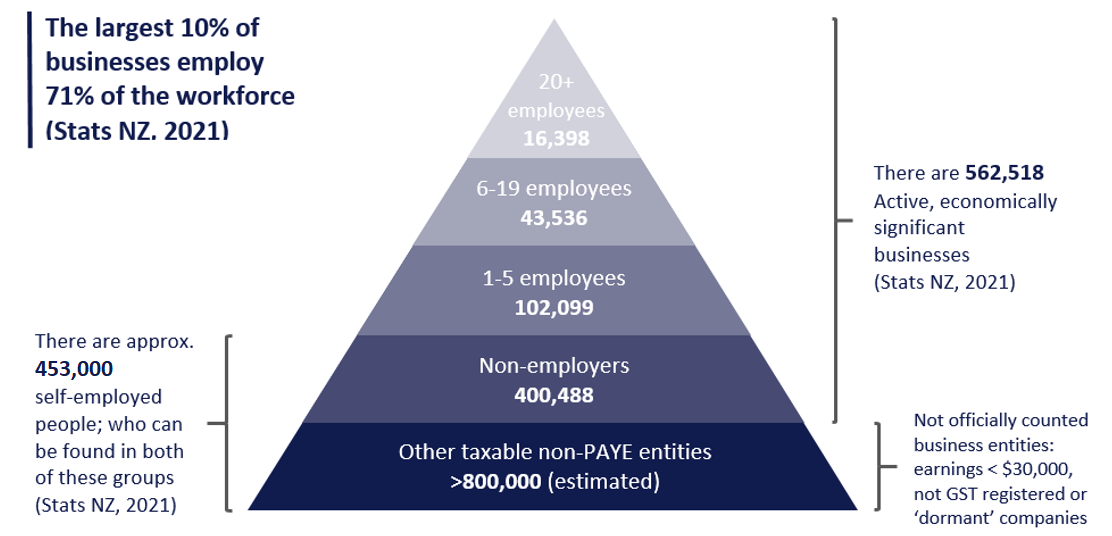 The largest 10% of
businesses employ
71% of the workforce
(Stats NZ. 2021)
20+
employees
16,398
6-19 employees
43,536
1-5 employees
102,099
Non-employers
400,488
Other taxable non-PAYE entities
>800,000 (estimated)
There are 562,518
Active, economically
significant
businesses
(Stats NZ, 2021)
There are approx.
453,000
self-employed
people; who can
be found in both
of these groups
(Stats NZ, 2021)
Not officially counted
business entities:
earnings < $30,000,
not GST registered or
‘dormant’ companies